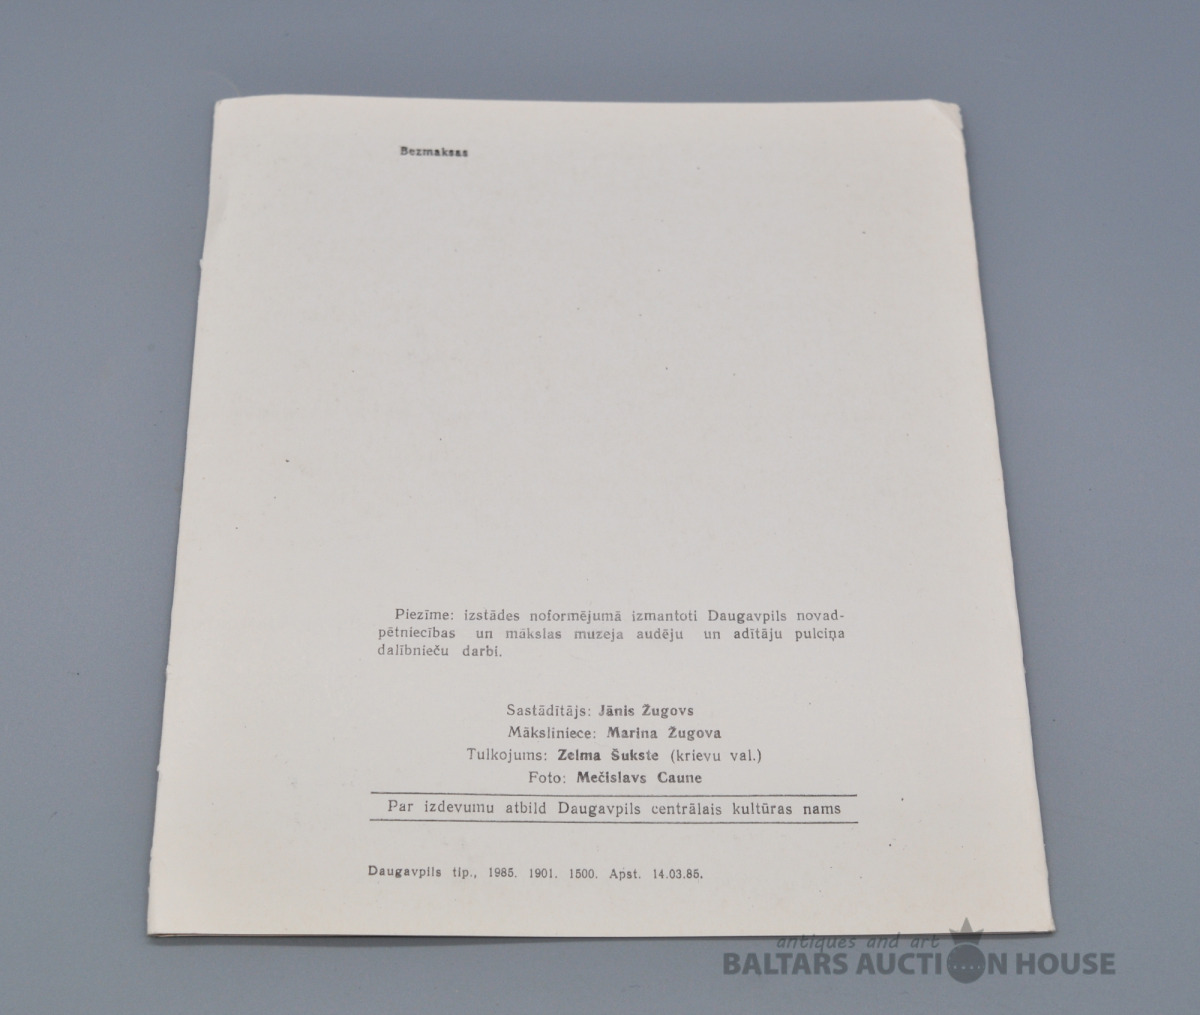 Bezmaksas
Piezīme: izstādes noformējumā izmantoti Daugavpils novad-
pētniecības un mākslas muzeja audēju un adītāju pulciņa
dalībnieču darbi.
Sastādītājs: Jānis Žugovs
Māksliniece: Marina Žugova
Tulkojums: Zelma Šukste (krievu val.)
Foto: Mečislavs Caune
Par izdevumu atbild Daugavpils centrālais kultūras nams
Daugavpils tip., 1985. 1901. 1500. Apst. 14.03.85.
antiques and art
BALTARS AUCTION HOUSE